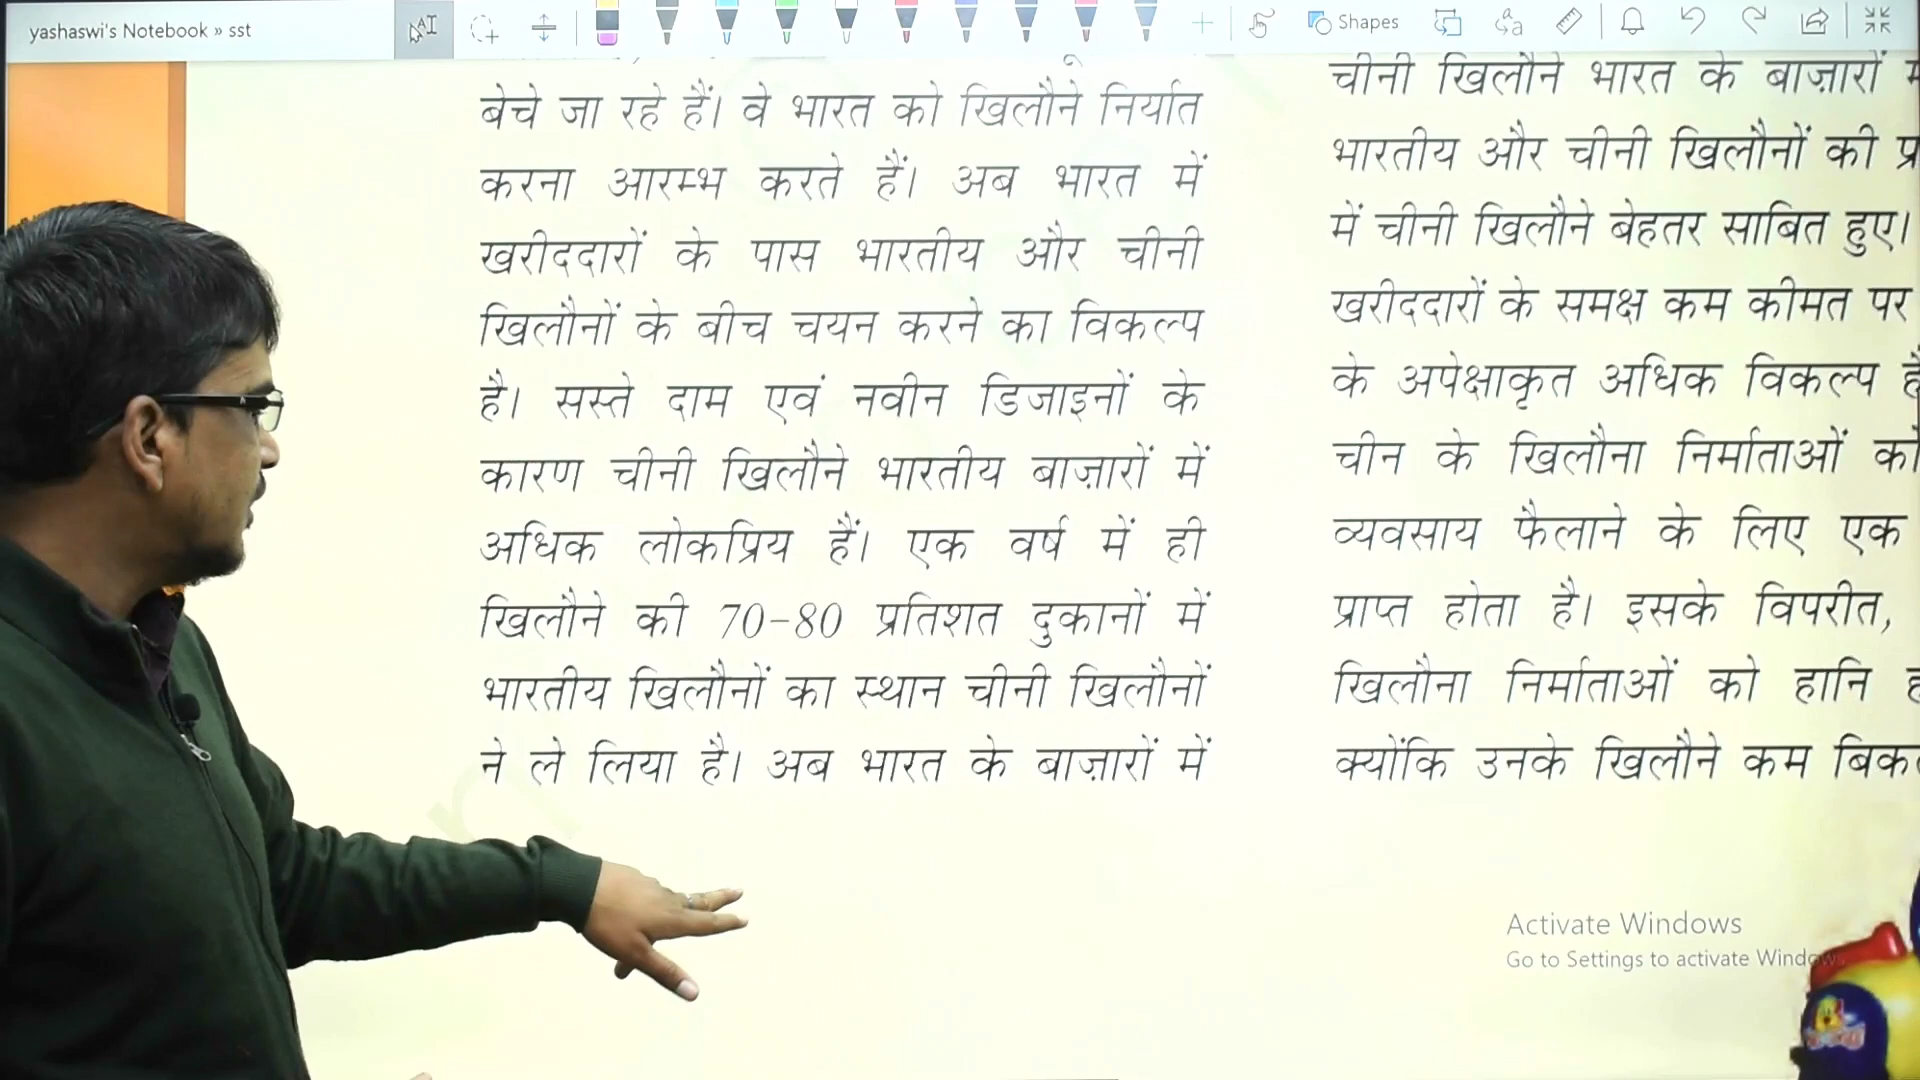 yashaswi's Notebook » sst
Shapes
बेचे जा रहे हैं। वे भारत को खिलौने निर्यात
करना आरम्भ करते हैं। अब भारत में
खरीददारों के पास भारतीय और चीनी
खिलौनों के बीच चयन करने का विकल्प
है। सस्ते दाम एवं नवीन डिजाइनों के
कारण चीनी खिलौने भारतीय बाज़ारों में
अधिक लोकप्रिय हैं। एक वर्ष में ही
खिलौने की 70-80 प्रतिशत दुकानों में
भारतीय खिलौनों का स्थान चीनी खिलौनों
ने ले लिया है। अब भारत के बाज़ारों में
चीनी खिलौने भारत के बाज़ारों
भारतीय और चीनी खिलौनों की
में चीनी खिलौने बेहतर साबित हुए।
खरीददारों के समक्ष कम कीमत पर
के अपेक्षाकृत अधिक विकल्प
चीन के खिलौना निर्माताओं
व्यवसाय फैलाने के लिए एक
प्राप्त होता है। इसके विपरीत,
खिलौना निर्माताओं को हानि
क्योंकि उनके खिलौने कम
Activate Windows
Go to Settings to activate Windows